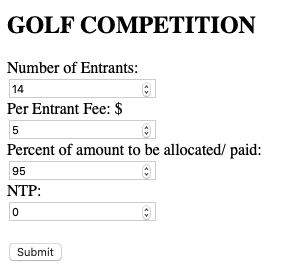 GOLF COMPETITION
Number of Entrants:
14
Per Entrant Fee: $
5
Percent of amount to be allocated/ paid:
95
NTP:
0
Submit